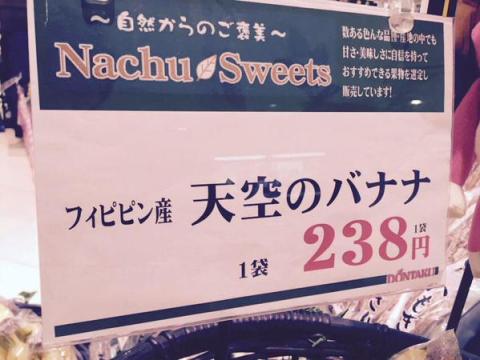 ～自然からのご褒美～
Nachu Sweets
数ある色んな品種・産地の中でも
甘さ・美味しさに自信を持って
おすすめできる果物を選定し
販売しています!
フィピピン産 天空のバナナ
1袋 238円 1袋
DONTAKU